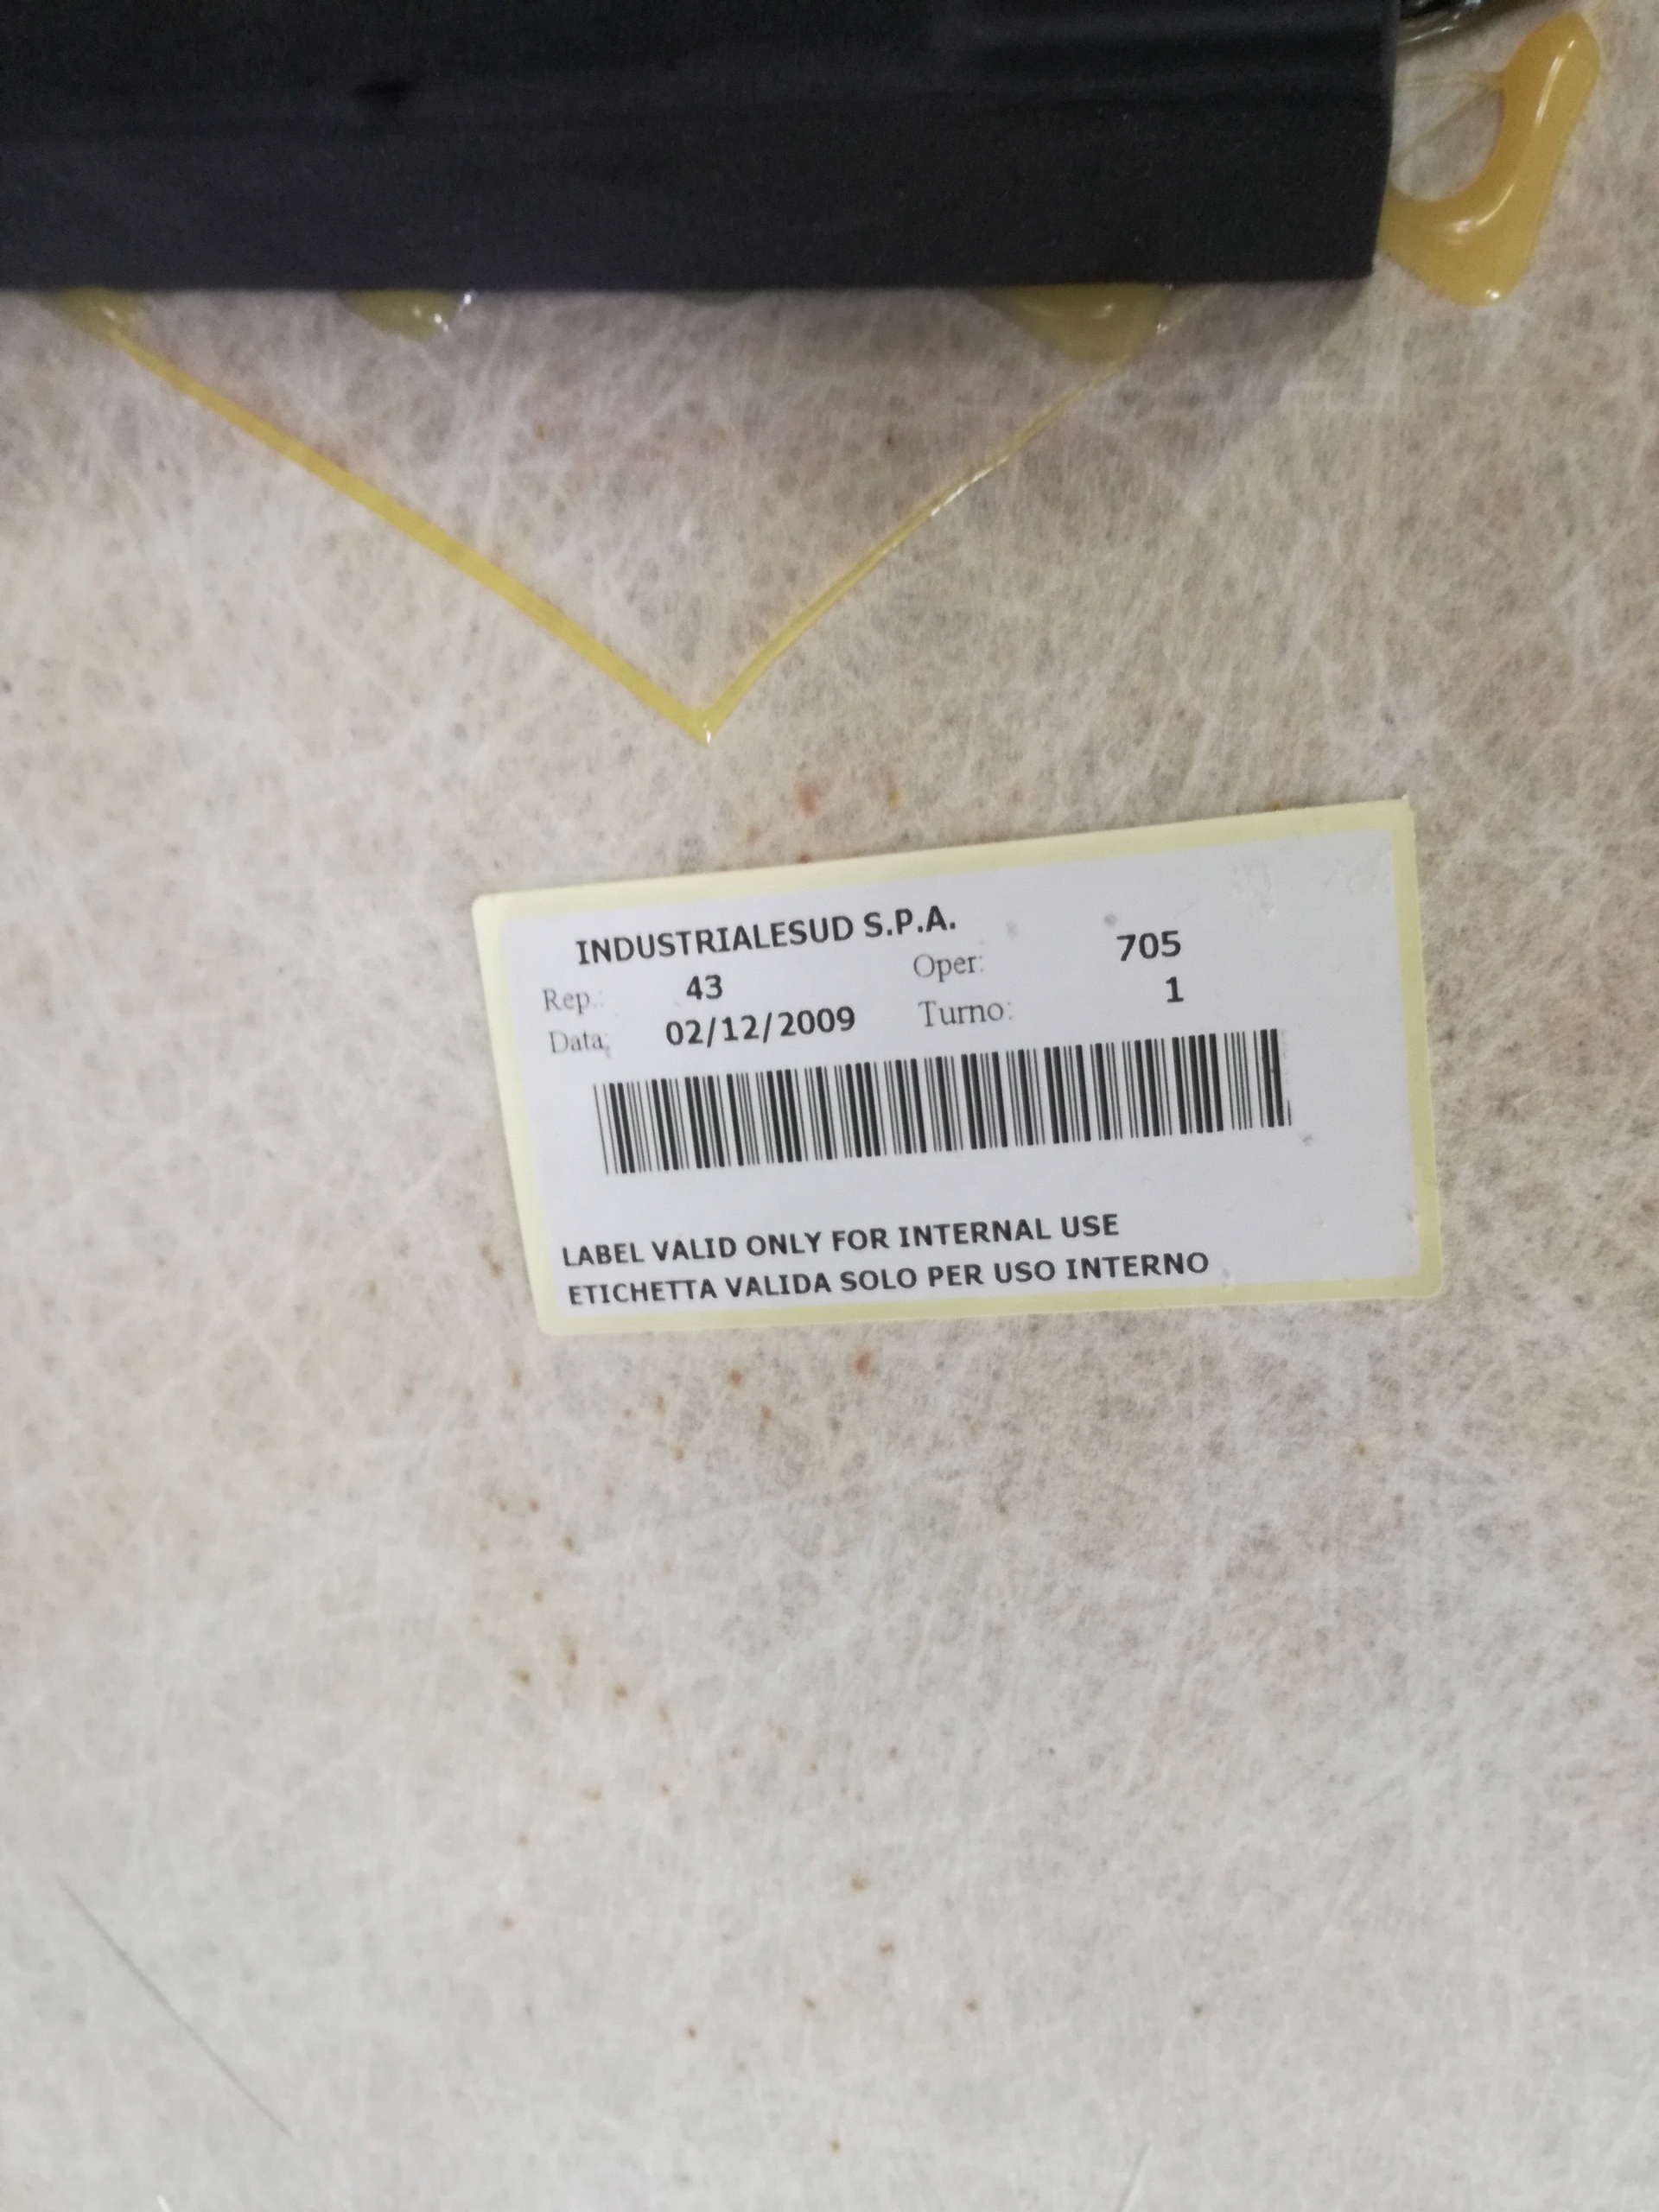 INDUSTRIALESUD S.P.A.
Rep.: 43 Oper: 705
Data: 02/12/2009 Turno: 1
LABEL VALID ONLY FOR INTERNAL USE
ETICHETTA VALIDA SOLO PER USO INTERNO